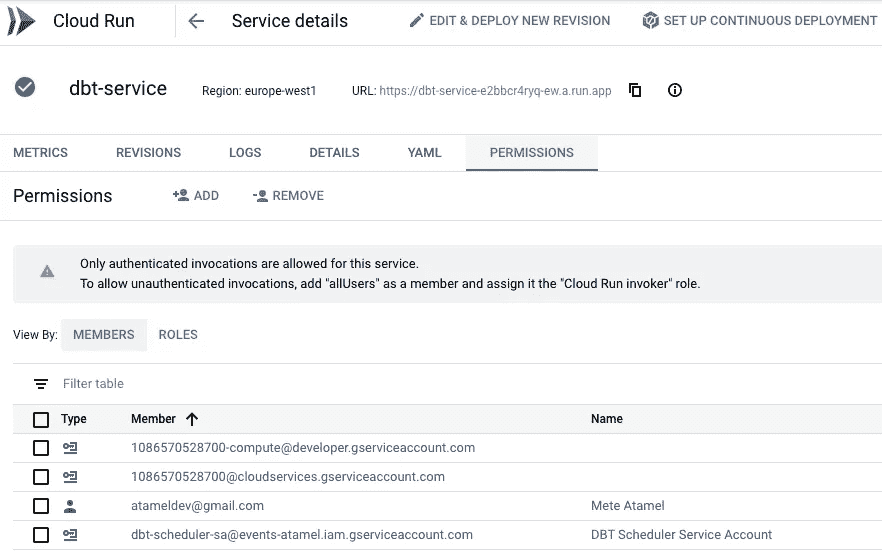 Cloud Run
Service details
EDIT & DEPLOY NEW REVISION
SET UP CONTINUOUS DEPLOYMENT
dbt-service
Region: europe-west1
URL: https://dbt-service-e2bbcr4ryq-ew.a.run.app
METRICS
REVISIONS
LOGS
DETAILS
YAML
PERMISSIONS
Permissions
ADD
REMOVE
Only authenticated invocations are allowed for this service.
To allow unauthenticated invocations, add "allUsers" as a member and assign it the "Cloud Run invoker" role.
View By: MEMBERS ROLES
Filter table
Type Member Name
1086570528700-compute@developer.gserviceaccount.com
1086570528700@cloudservices.gserviceaccount.com
atameldev@gmail.com Mete Atamel
dbt-scheduler-sa@events-atamel.iam.gserviceaccount.com DBT Scheduler Service Account